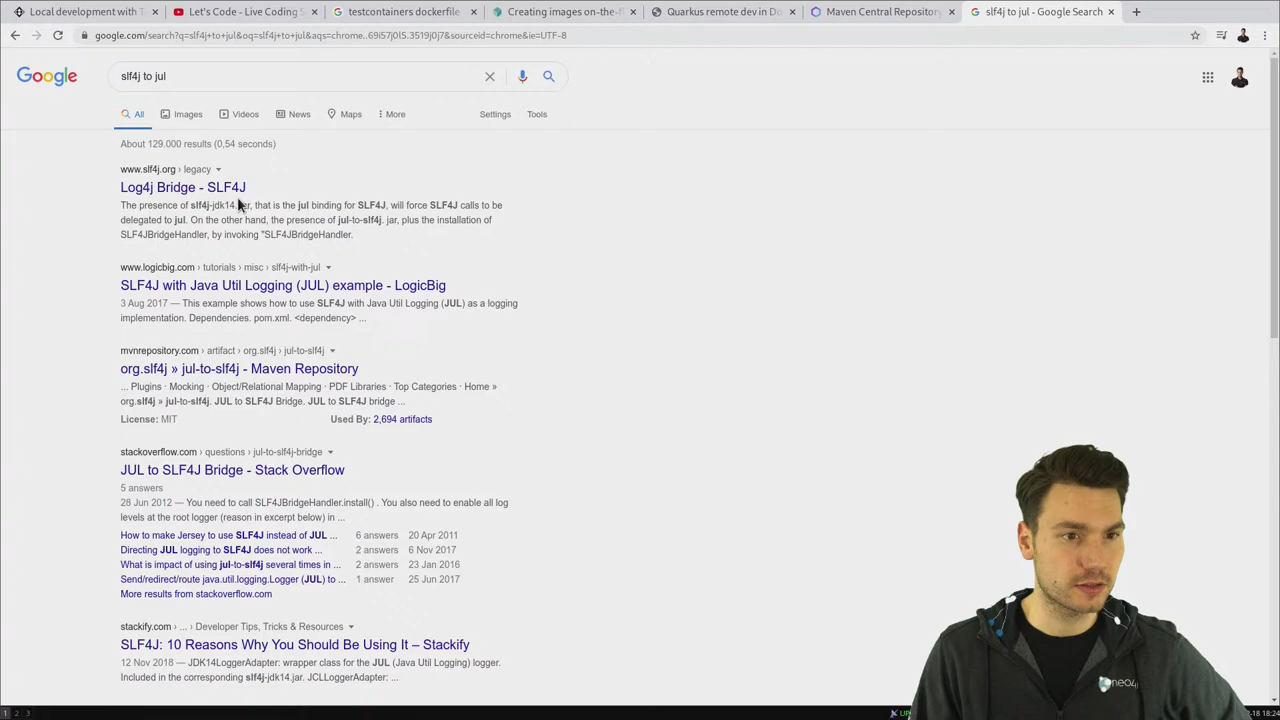 Local development with T
Let's Code - Live Coding S
testcontainers dockerfile
Creating images on-the-f
Quarkus remote dev in Do
Maven Central Repository
slf4j to jul - Google Search
google.com/search?q=slf4j+to+jul&oq=slf4j+to+jul&aqs=chrome..69i57j0l5.3519j0j7&sourceid=chrome&ie=UTF-8
Google
slf4j to jul
All
Images
Videos
News
Maps
More
Settings
Tools
About 129.000 results (0,54 seconds)
www.slf4j.org › legacy
Log4j Bridge - SLF4J
The presence of slf4j-jdk14.jar, that is the jul binding for SLF4J, will force SLF4J calls to be
delegated to jul. On the other hand, the presence of jul-to-slf4j. jar, plus the installation of
SLF4JBridgeHandler, by invoking "SLF4JBridgeHandler.
www.logicbig.com › tutorials › misc › slf4j-with-jul
SLF4J with Java Util Logging (JUL) example - LogicBig
3 Aug 2017 — This example shows how to use SLF4J with Java Util Logging (JUL) as a logging
implementation. Dependencies. pom.xml. <dependency> ...
mvnrepository.com › artifact › org.slf4j › jul-to-slf4j
org.slf4j » jul-to-slf4j - Maven Repository
... Plugins · Mocking · Object/Relational Mapping · PDF Libraries · Top Categories · Home »
org.slf4j » jul-to-slf4j. JUL to SLF4J Bridge. JUL to SLF4J bridge ...
License: MIT
Used By: 2,694 artifacts
stackoverflow.com › questions › jul-to-slf4j-bridge
JUL to SLF4J Bridge - Stack Overflow
5 answers
28 Jun 2012 — You need to call SLF4JBridgeHandler.install() . You also need to enable all log
levels at the root logger (reason in excerpt below) in ...
How to make Jersey to use SLF4J instead of JUL ... 6 answers 20 Apr 2011
Directing JUL logging to SLF4J does not work ... 2 answers 6 Nov 2017
What is impact of using jul-to-slf4j several times in ... 2 answers 23 Jan 2016
Send/redirect/route java.util.logging.Logger (JUL) to ... 1 answer 25 Jun 2017
More results from stackoverflow.com
stackify.com › ... › Developer Tips, Tricks & Resources
SLF4J: 10 Reasons Why You Should Be Using It – Stackify
12 Nov 2018 — JDK14LoggerAdapter: wrapper class for the JUL (Java Util Logging) logger.
Included in the corresponding slf4j-jdk14.jar. JCLLoggerAdapter: ...
neo4j
1 2 3
UP
18:24